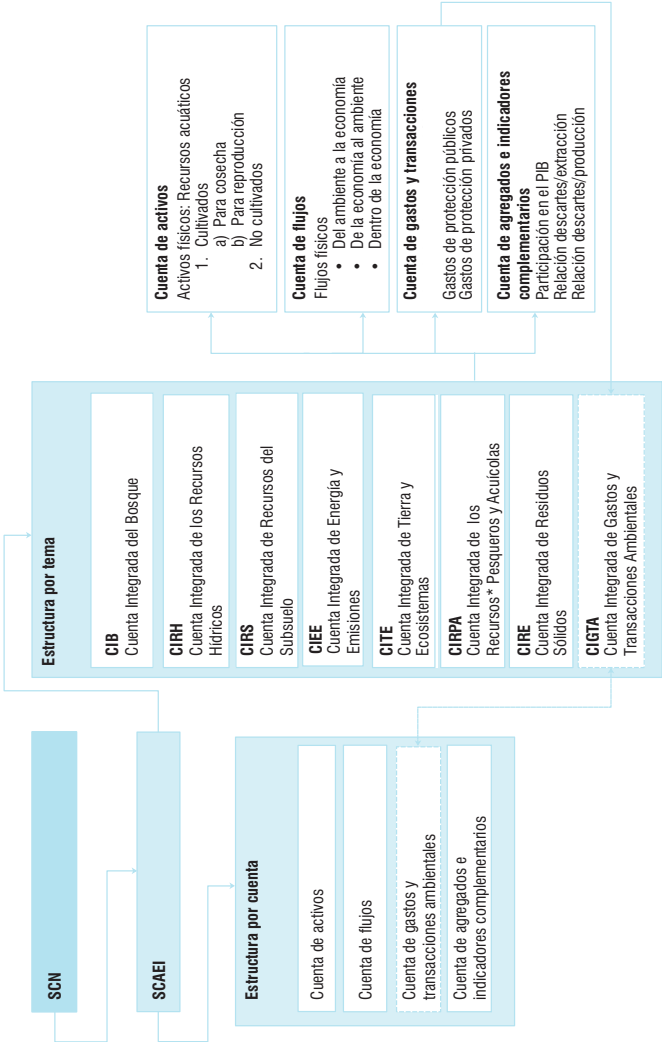 SCN
SCAEI
Estructura por cuenta
Cuenta de activos
Cuenta de flujos
Cuenta de gastos y
transacciones ambientales
Cuenta de agregados e
indicadores complementarios
Estructura por tema
CIB
Cuenta Integrada del Bosque
CIRH
Cuenta Integrada de los Recursos
Hídricos
CIRS
Cuenta Integrada de Recursos del
Subsuelo
CIEE
Cuenta Integrada de Energía y
Emisiones
CITE
Cuenta Integrada de Tierra y
Ecosistemas
CIRPA
Cuenta Integrada de los
Recursos* Pesqueros y Acuícolas
CIRE
Cuenta Integrada de Residuos
Sólidos
CIGTA
Cuenta Integrada de Gastos y
Transacciones Ambientales
Cuenta de activos
Activos físicos: Recursos acuáticos
1. Cultivados
a) Para cosecha
b) Para reproducción
2. No cultivados
Cuenta de flujos
Flujos físicos
• Del ambiente a la economía
• De la economía al ambiente
• Dentro de la economía
Cuenta de gastos y transacciones
Gastos de protección públicos
Gastos de protección privados
Cuenta de agregados e indicadores
complementarios
Participación en el PIB
Relación descartes/extracción
Relación descartes/producción